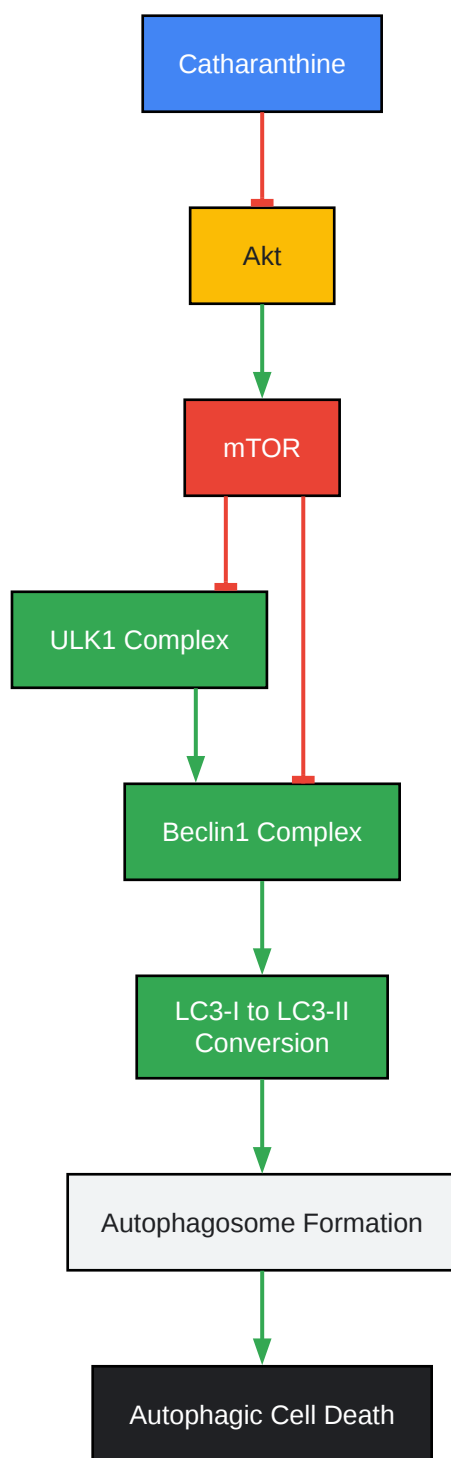 Catharanthine
Akt
mTOR
ULK1 Complex
Beclin1 Complex
LC3-I to LC3-II
Conversion
Autophagosome Formation
Autophagic Cell Death